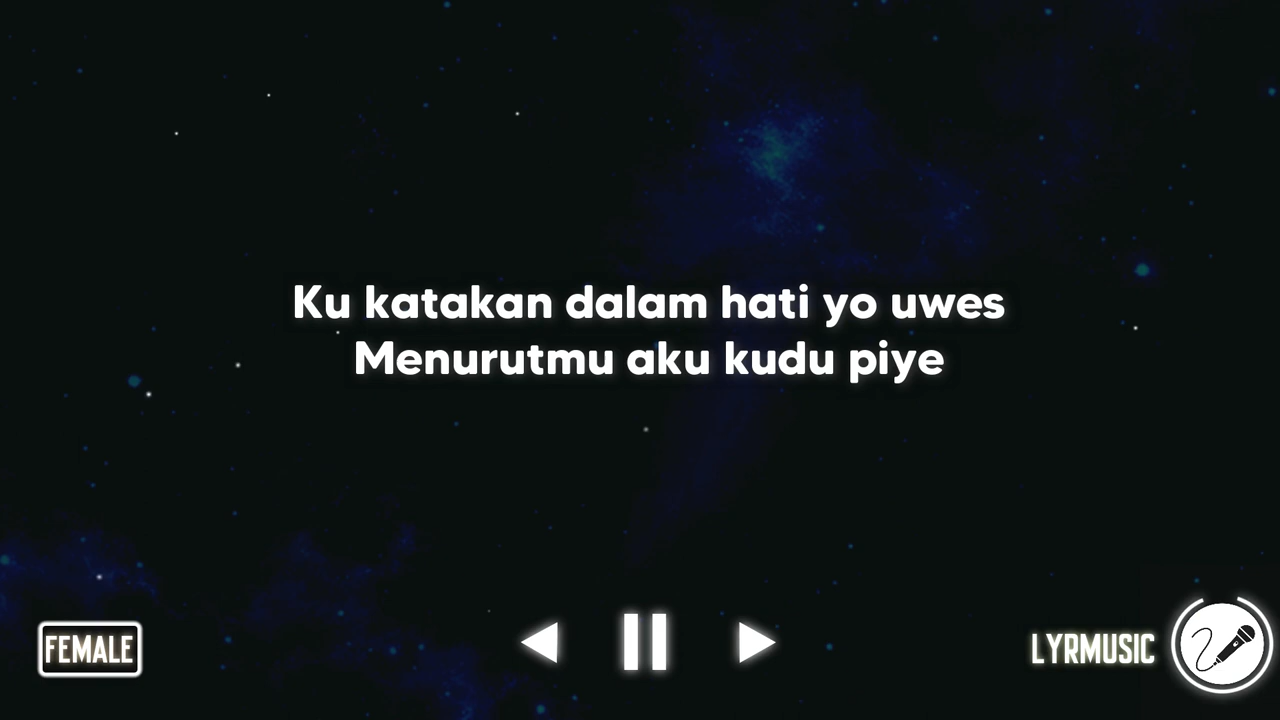 Ku katakan dalam hati yo uwes
Menurutmu aku kudu piye
FEMALE
LYRMUSIC